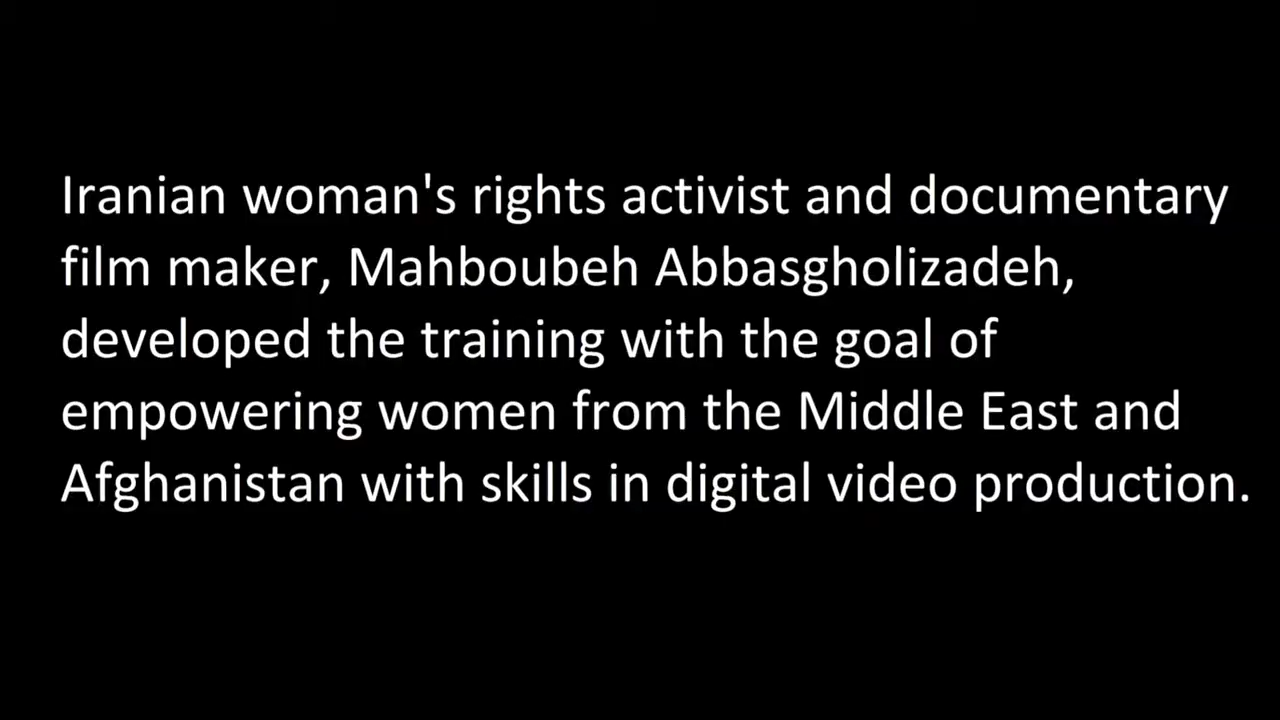 Iranian woman's rights activist and documentary
film maker, Mahboubeh Abbasgholizadeh,
developed the training with the goal of
empowering women from the Middle East and
Afghanistan with skills in digital video production.